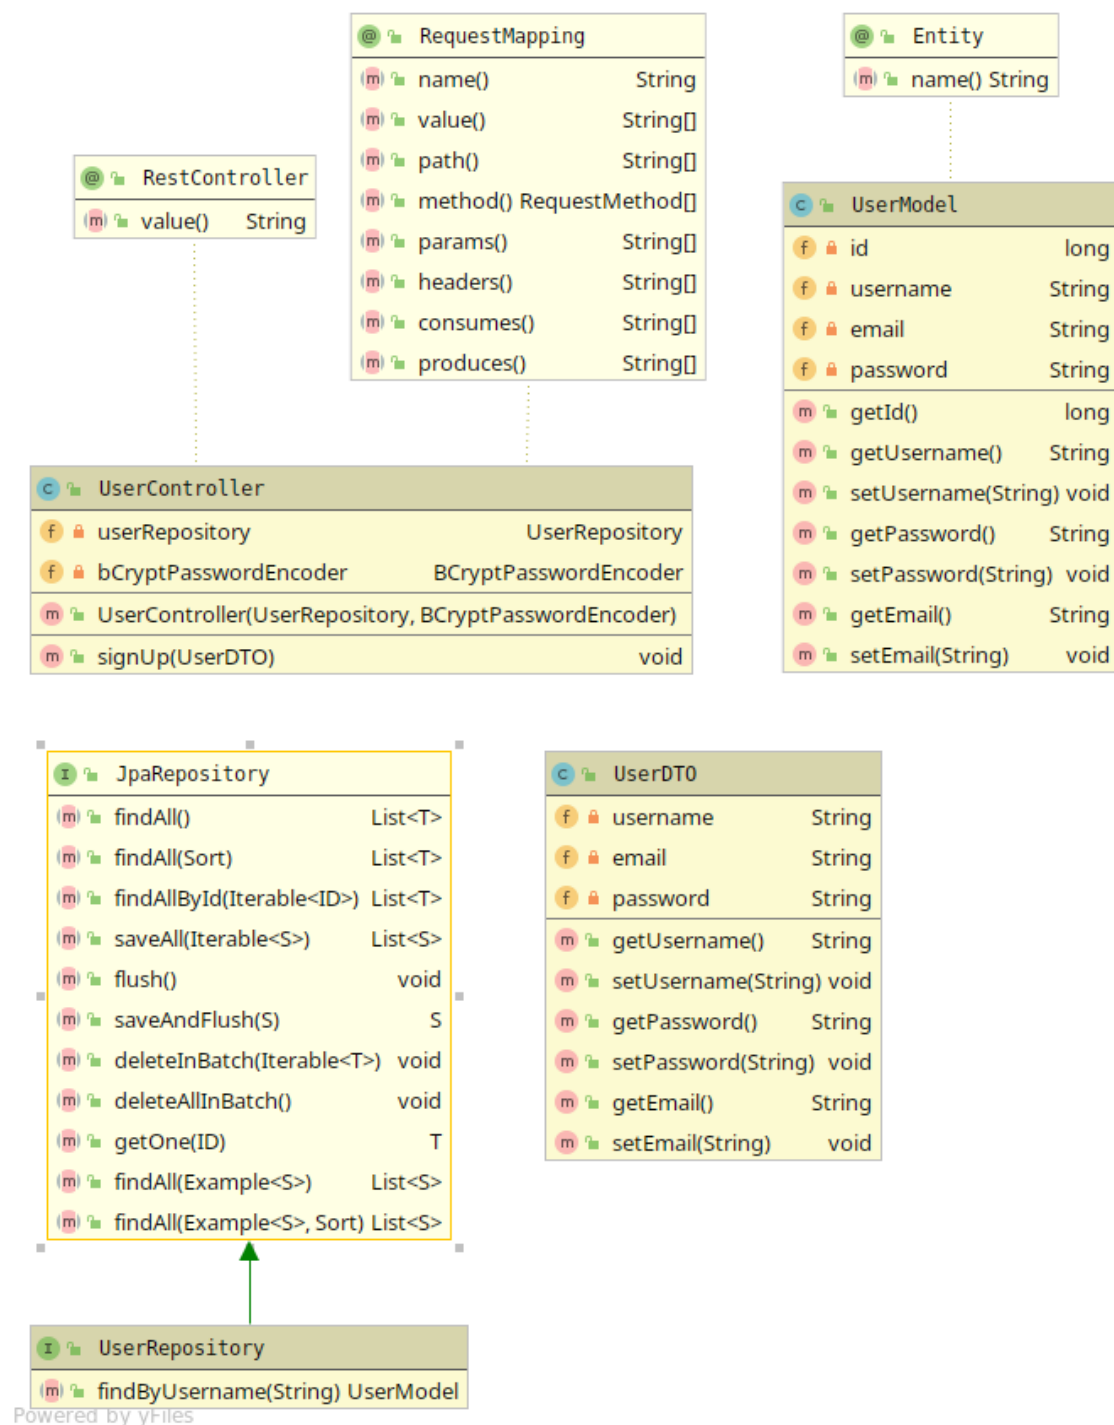 RequestMapping
name() String
value() String[]
path() String[]
method() RequestMethod[]
params() String[]
headers() String[]
consumes() String[]
produces() String[]
Entity
name() String
RestController
value() String
UserModel
id long
username String
email String
password String
getId() long
getUsername() String
setUsername(String) void
getPassword() String
setPassword(String) void
getEmail() String
setEmail(String) void
UserController
userRepository UserRepository
bCryptPasswordEncoder BCryptPasswordEncoder
UserController(UserRepository, BCryptPasswordEncoder)
signUp(UserDTO) void
JpaRepository
findAll() List<T>
findAll(Sort) List<T>
findAllById(Iterable<ID>) List<T>
saveAll(Iterable<S>) List<S>
flush() void
saveAndFlush(S) S
deleteInBatch(Iterable<T>) void
deleteAllInBatch() void
getOne(ID) T
findAll(Example<S>) List<S>
findAll(Example<S>, Sort) List<S>
UserDTO
username String
email String
password String
getUsername() String
setUsername(String) void
getPassword() String
setPassword(String) void
getEmail() String
setEmail(String) void
UserRepository
findByUsername(String) UserModel
Powered by yFiles